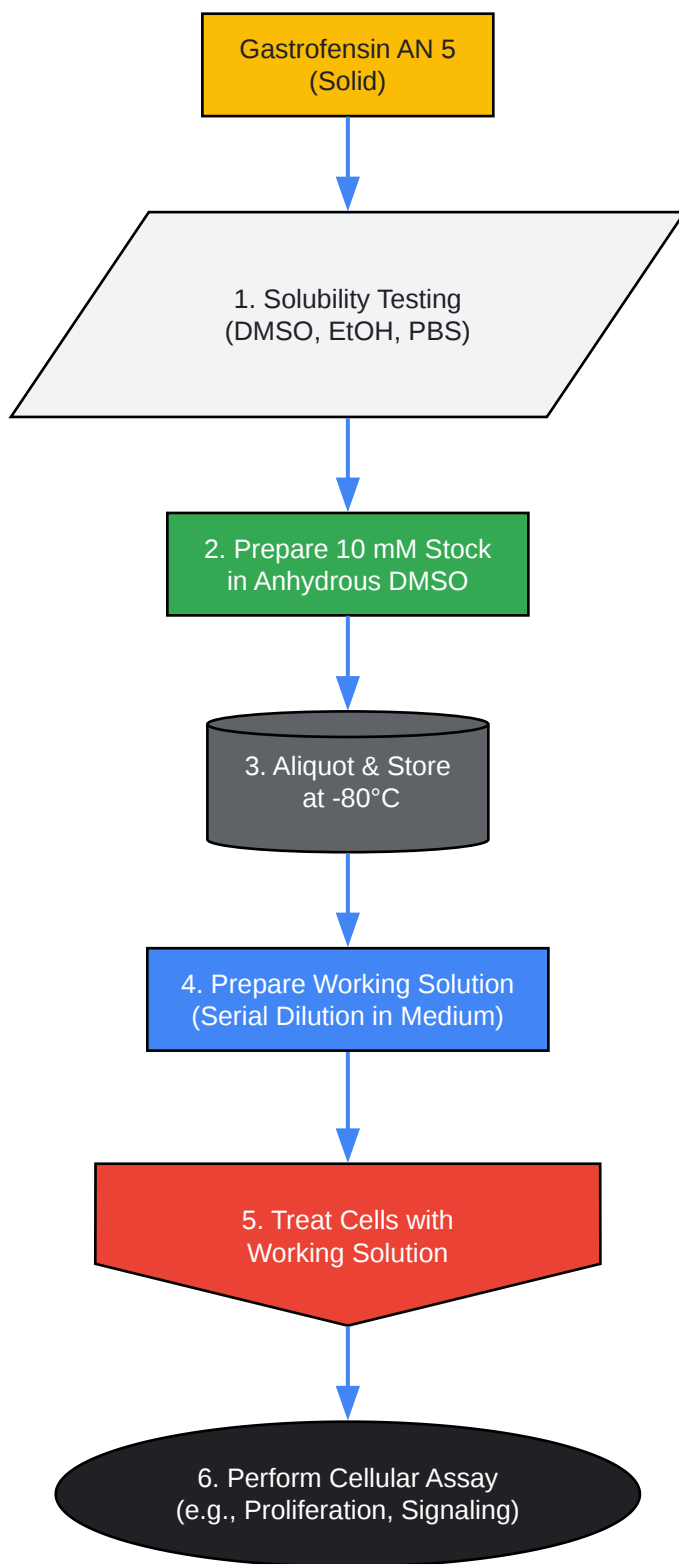 Gastrofensin AN 5
(Solid)
1. Solubility Testing
(DMSO, EtOH, PBS)
2. Prepare 10 mM Stock
in Anhydrous DMSO
3. Aliquot & Store
at -80°C
4. Prepare Working Solution
(Serial Dilution in Medium)
5. Treat Cells with
Working Solution
6. Perform Cellular Assay
(e.g., Proliferation, Signaling)